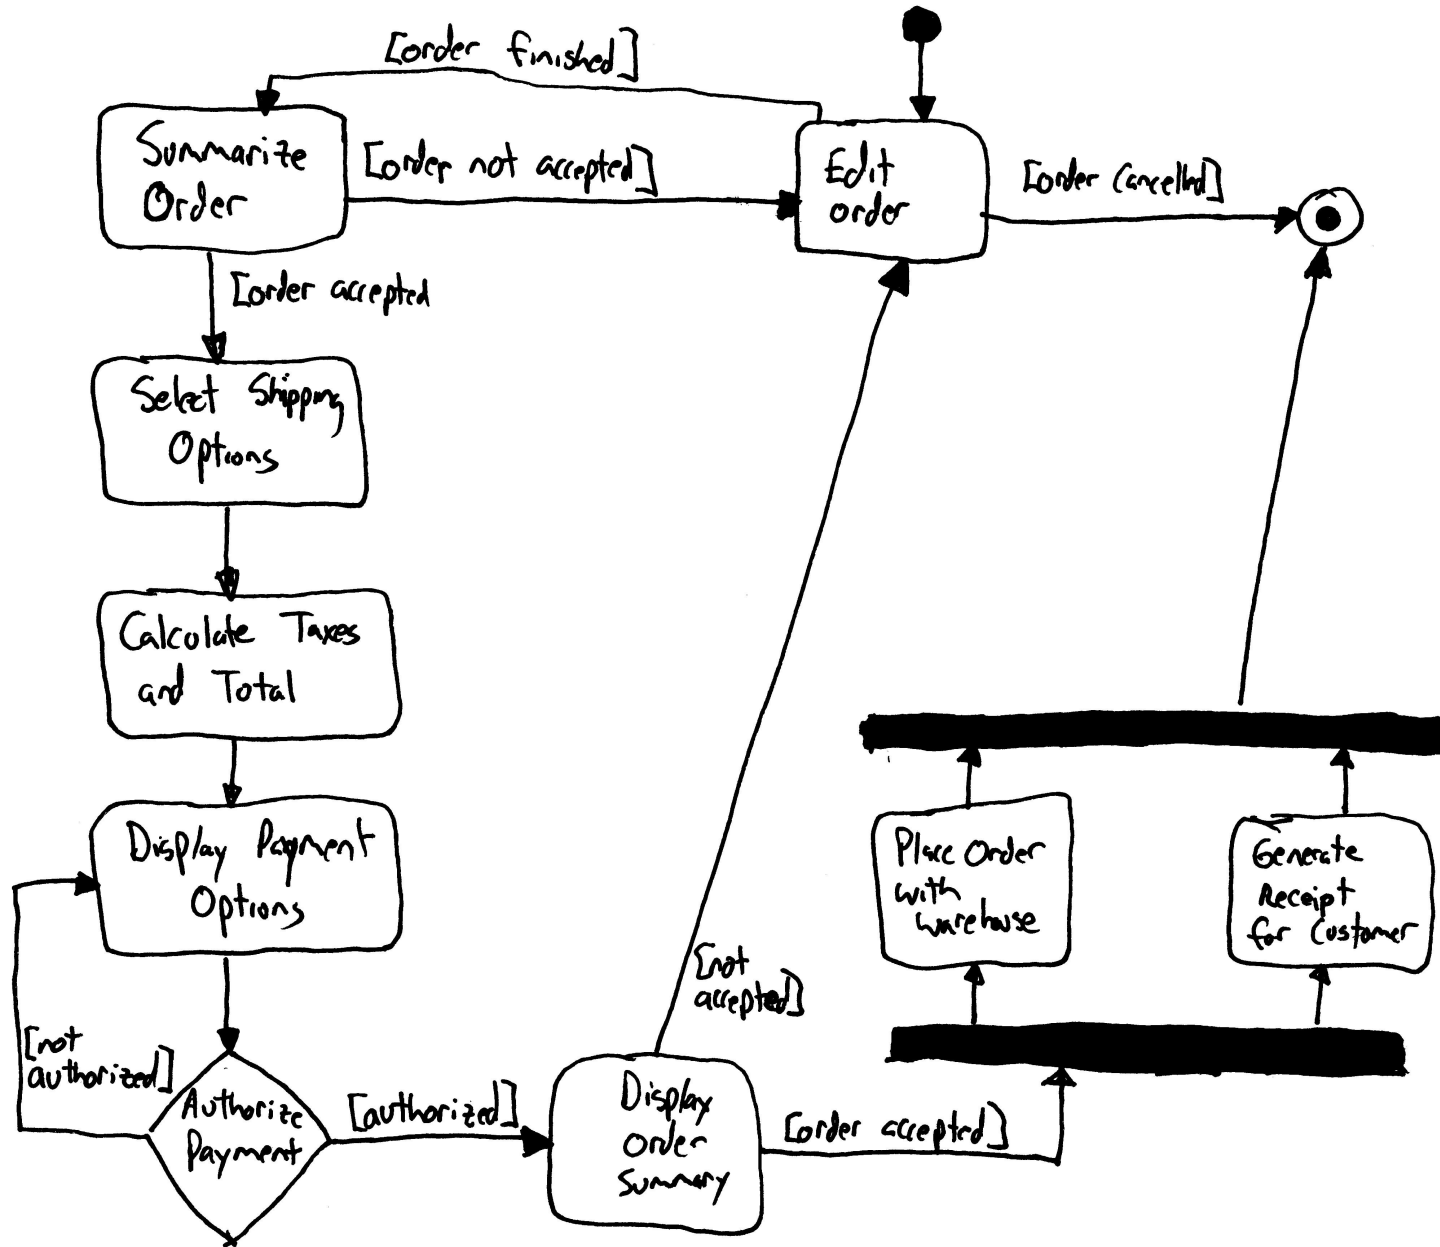 [order finished]
Summarize
Order
[order not accepted]
Edit
order
[order cancelled]
[order accepted
Select Shipping
Options
Calculate Taxes
and Total
Display Payment
Options
[not
authorized]
Authorize
Payment
[authorized]
Display
order
summary
[not
accepted]
[order accepted]
Place Order
with
warehouse
Generate
Receipt
for Customer